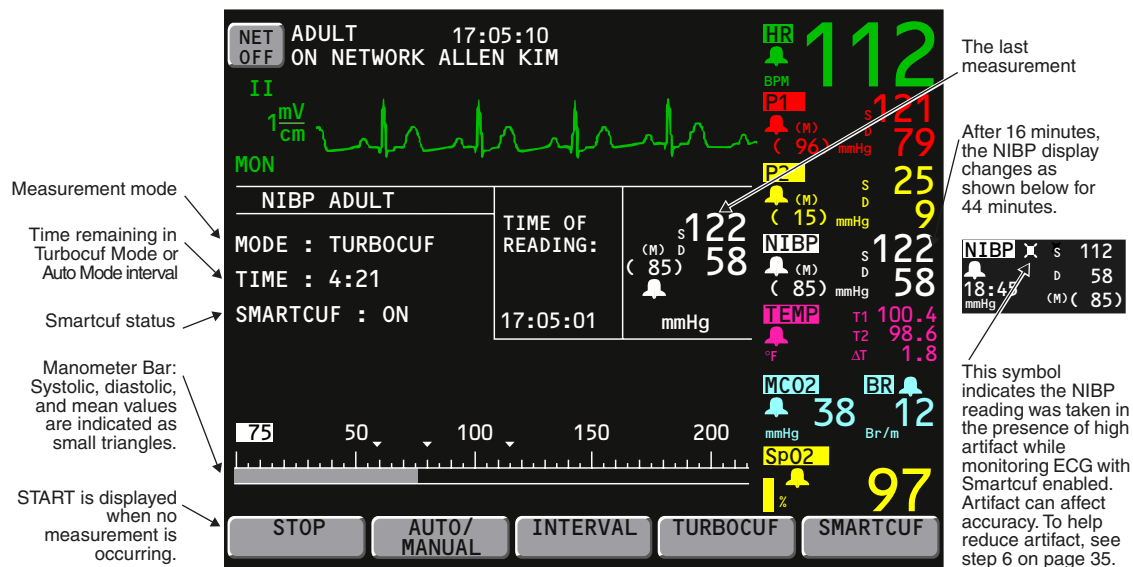 Measurement mode
Time remaining in
Turbocuf Mode or
Auto Mode interval
Smartcuf status
Manometer Bar:
Systolic, diastolic,
and mean values
are indicated as
small triangles.
START is displayed
when no
measurement is
occurring.
NET
OFF
ADULT 17:05:10
ON NETWORK ALLEN KIM
II
1 mV
cm
MON
NIBP ADULT
MODE : TURBOCUF
TIME : 4:21
SMARTCUF : ON
TIME OF
READING:
17:05:01
S 122
(M) D 58
( 85)
mmHg
75 50 100 150 200
STOP
AUTO/
MANUAL
INTERVAL
TURBOCUF
SMARTCUF
HR 112
BPM
P1 S 121
(M) D 79
( 96) mmHg
P2 S 25
(M) D 9
( 15) mmHg
NIBP S 122
(M) D 58
( 85) mmHg
TEMP T1 100.4
T2 98.6
°F ΔT 1.8
MCO2 38
mmHg
BR 12
Br/m
SpO2 97
%
The last
measurement
After 16 minutes,
the NIBP display
changes as
shown below for
44 minutes.
NIBP S 112
D 58
18:45
mmHg (M)( 85)
This symbol
indicates the NIBP
reading was taken in
the presence of high
artifact while
monitoring ECG with
Smartcuf enabled.
Artifact can affect
accuracy. To help
reduce artifact, see
step 6 on page 35.